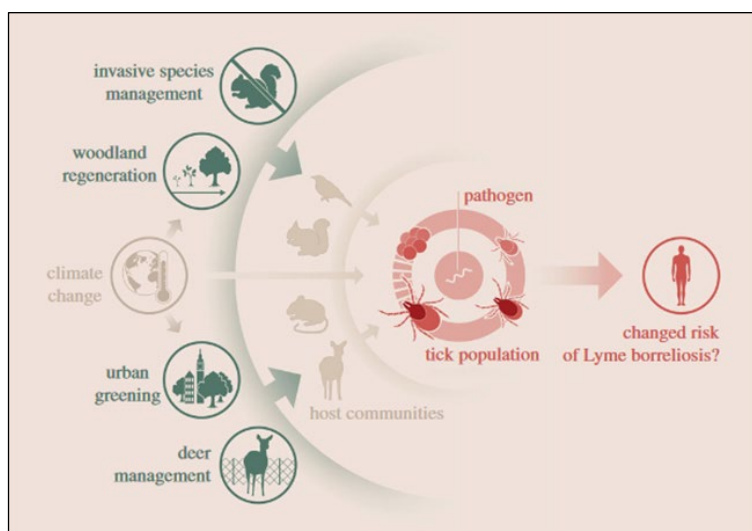 invasive species
management
woodland
regeneration
climate
change
urban
greening
deer
management
host communities
pathogen
tick population
changed risk
of Lyme borreliosis?